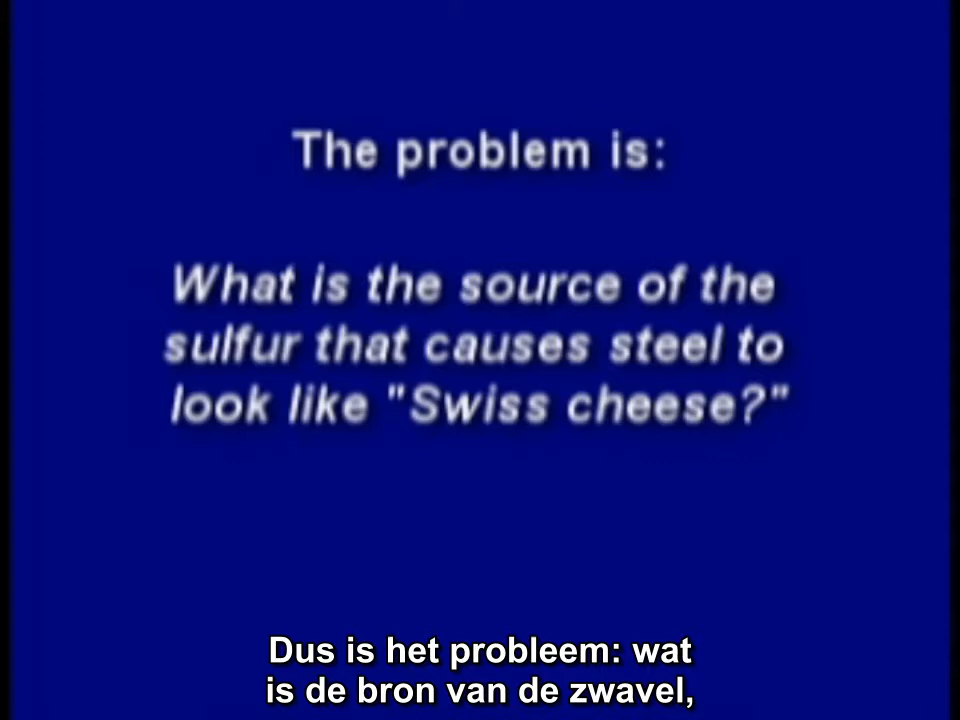 The problem is:
What is the source of the
sulfur that causes steel to
look like "Swiss cheese?"
Dus is het probleem: wat
is de bron van de zwavel,